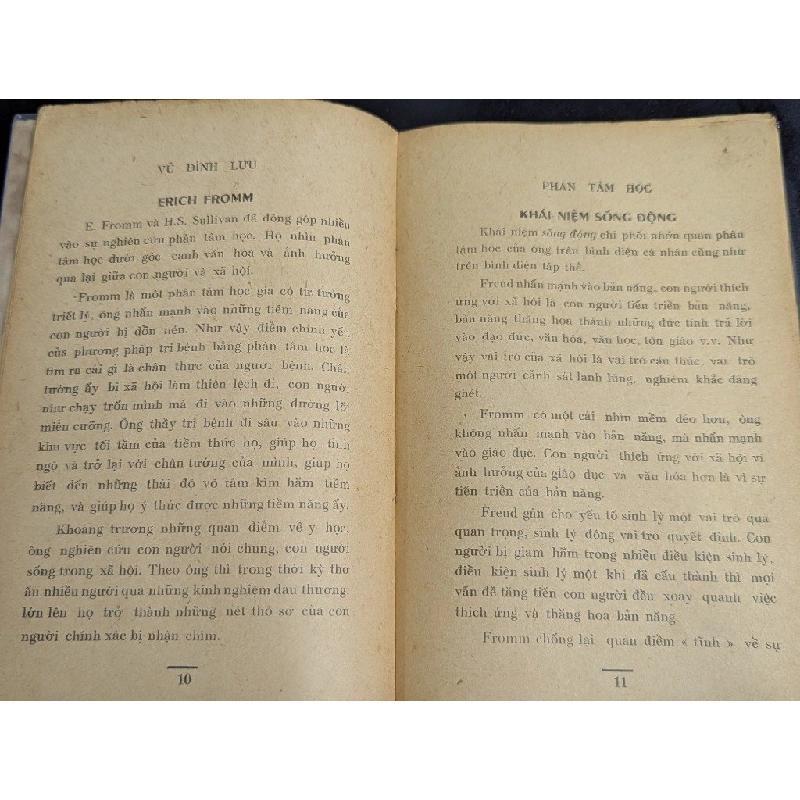 VŨ ĐÌNH LƯU
ERICH FROMM
E. Fromm và H.S. Sullivan đã đóng góp nhiều
vào sự nghiên cứu phân tâm học. Họ nhìn phân
tâm học dưới góc cạnh văn hoá và ảnh hưởng
qua lại giữa con người và xã hội.
Fromm là một phân tâm học gia có tư tưởng
triết lý, ông nhấn mạnh vào những tiềm năng của
con người bị dồn nén. Như vậy điểm chính yếu
của phương pháp trị bệnh bằng phân tâm học là
tìm ra cái gì là chân thực của người bệnh. Chân
tướng ấy bị xã hội làm thiên lệch đi, con người
như chạy trốn mình mà đi vào những đường lối
miễn cưỡng. Ông thầy trị bệnh đi sâu vào những
khu vực tối tăm của tiềm thức họ, giúp họ tỉnh
ngộ và trở lại với chân tướng của mình, giúp họ
biết đến những thái độ vô tâm kìm hãm tiềm
năng, và giúp họ ý thức được những tiềm năng ấy.
Khoáng trương những quan điểm về y học,
ông nghiên cứu con người nói chung, con người
sống trong xã hội. Theo ông thì trong thời kỳ thơ
ấu nhiều người qua những kinh nghiệm đau thương
lớn lên họ trở thành những nét thô sơ của con
người chính xác bị nhận chìm.
10
PHÂN TÂM HỌC
KHÁI NIỆM SỐNG ĐỘNG
Khái niệm sống động chi phối nhãn quan phân
tâm học của ông trên bình diện cá nhân cũng như
trên bình diện tập thể.
Freud nhấn mạnh vào bản năng, con người thích
ứng với xã hội là con người tiến triển bản năng,
bản năng thăng hoa thành những đức tính trả lời
vào đạo đức, văn hóa, văn học, tôn giáo v.v. Như
vậy vai trò của xã hội là vai trò can thúc, vai trò
một người cảnh sát lạnh lùng, nghiêm khắc đáng
ghét.
Fromm có một cái nhìn mềm dẻo hơn, ông
không nhấn mạnh vào bản năng, mà nhấn mạnh
vào giáo dục. Con người thích ứng với xã hội vì
ảnh hưởng của giáo dục và văn hóa hơn là vì sự
tiến triển của bản năng.
Freud gán cho yếu tố sinh lý một vai trò quá
quan trọng, sinh lý đóng vai trò quyết định. Con
người bị giam hãm trong nhiều điều kiện sinh lý,
điều kiện sinh lý một khi đã cấu thành thì mọi
vấn đề tăng tiến con người đều xoay quanh việc
thích ứng và thăng hoa bản năng.
Fromm chống lại quan điểm « tĩnh » về sự
11